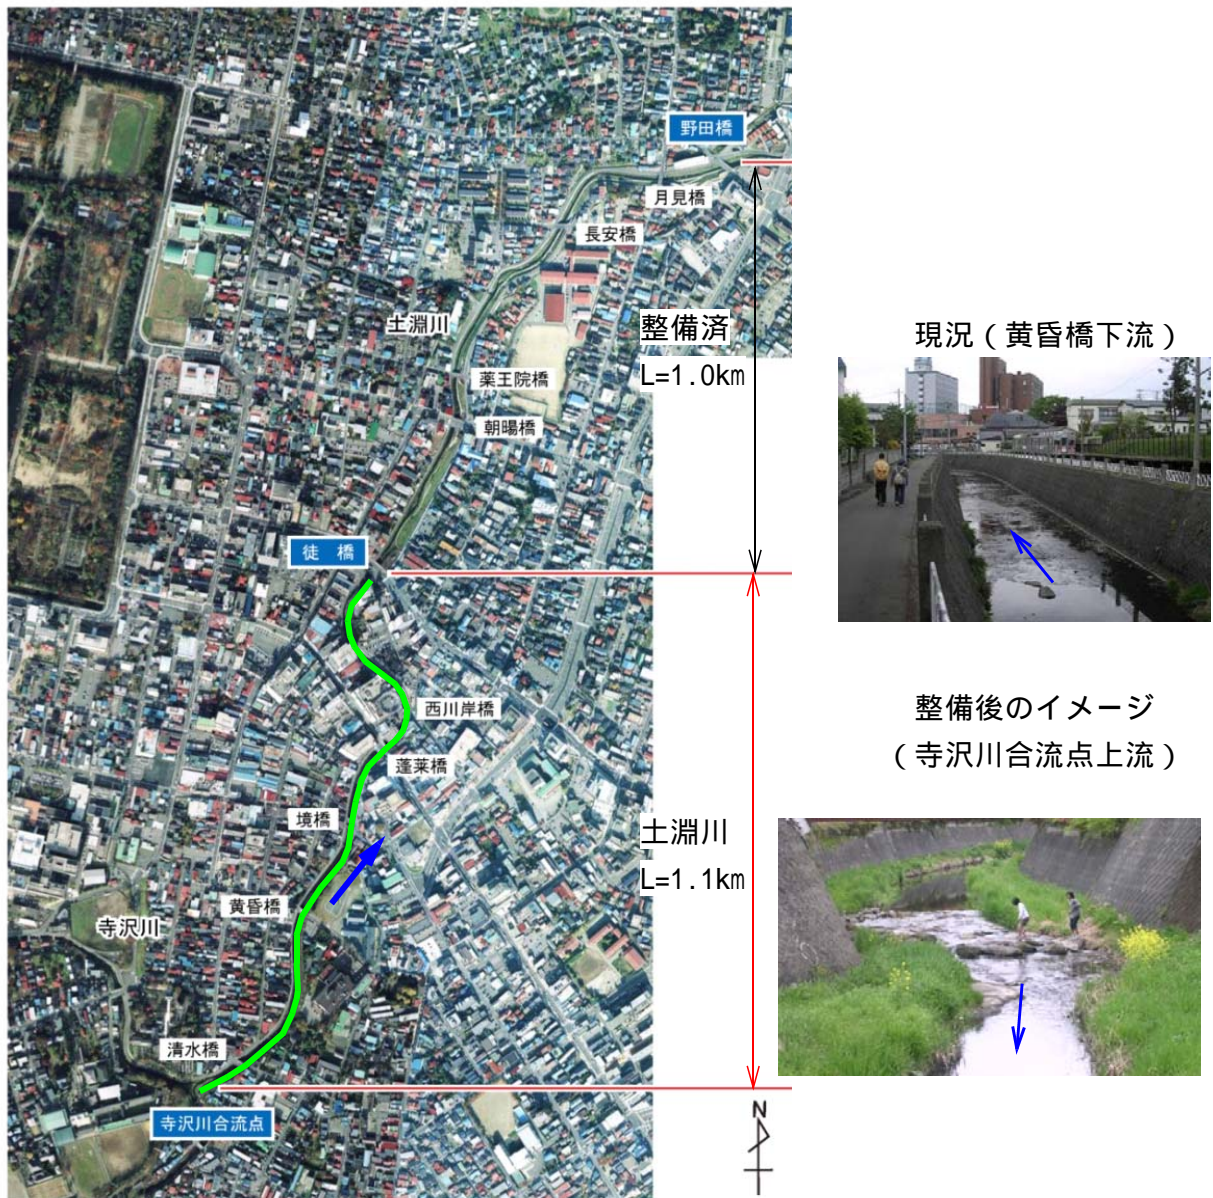 野田橋
月見橋
長安橋
土淵川
整備済
L=1.0km
薬王院橋
朝陽橋
徒 橋
西川岸橋
蓬莱橋
境橋
土淵川
L=1.1km
黄昏橋
寺沢川
清水橋
寺沢川合流点
N
現況（黄昏橋下流）
整備後のイメージ
（寺沢川合流点上流）